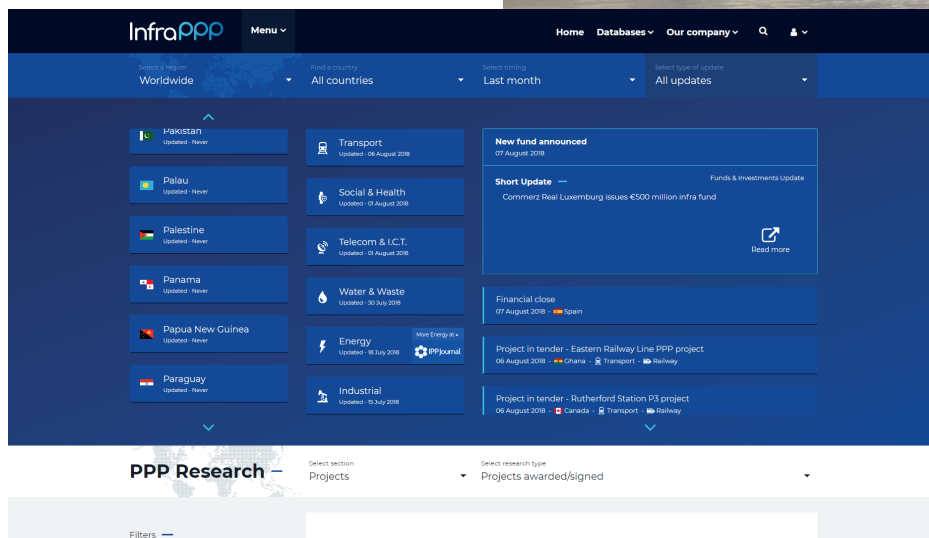 Infrappp
Menu
Home Databases Our company
Select a region
Worldwide
Find a country
All countries
Select timing
Last month
Select type of update
All updates
Pakistan
Updated - Never
Palau
Updated - Never
Palestine
Updated - Never
Panama
Updated - Never
Papua New Guinea
Updated - Never
Paraguay
Updated - Never
Transport
Updated - 06 August 2018
Social & Health
Updated - 01 August 2018
Telecom & I.C.T.
Updated - 01 August 2018
Water & Waste
Updated - 30 July 2018
Energy
Updated - 18 July 2018
More Energy at
IPPjournal
Industrial
Updated - 15 July 2018
New fund announced
07 August 2018
Short Update —
Funds & Investments Update
Commerz Real Luxemburg issues €500 million infra fund
Read more
Financial close
07 August 2018 - Spain
Project in tender - Eastern Railway Line PPP project
06 August 2018 - Ghana - Transport - Railway
Project in tender - Rutherford Station P3 project
06 August 2018 - Canada - Transport - Railway
PPP Research —
Select section
Projects
Select research type
Projects awarded/signed
Filters —